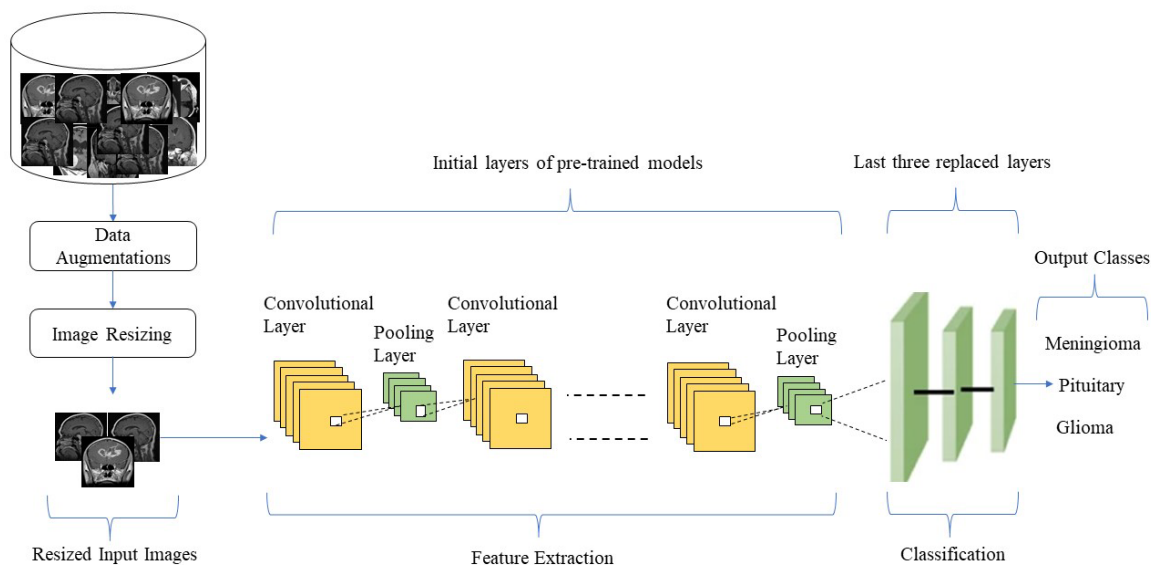 Data
Augmentations
Image Resizing
Resized Input Images
Initial layers of pre-trained models
Convolutional
Layer
Pooling
Layer
Convolutional
Layer
Convolutional
Layer
Pooling
Layer
Feature Extraction
Last three replaced layers
Classification
Output Classes
Meningioma
Pituitary
Glioma